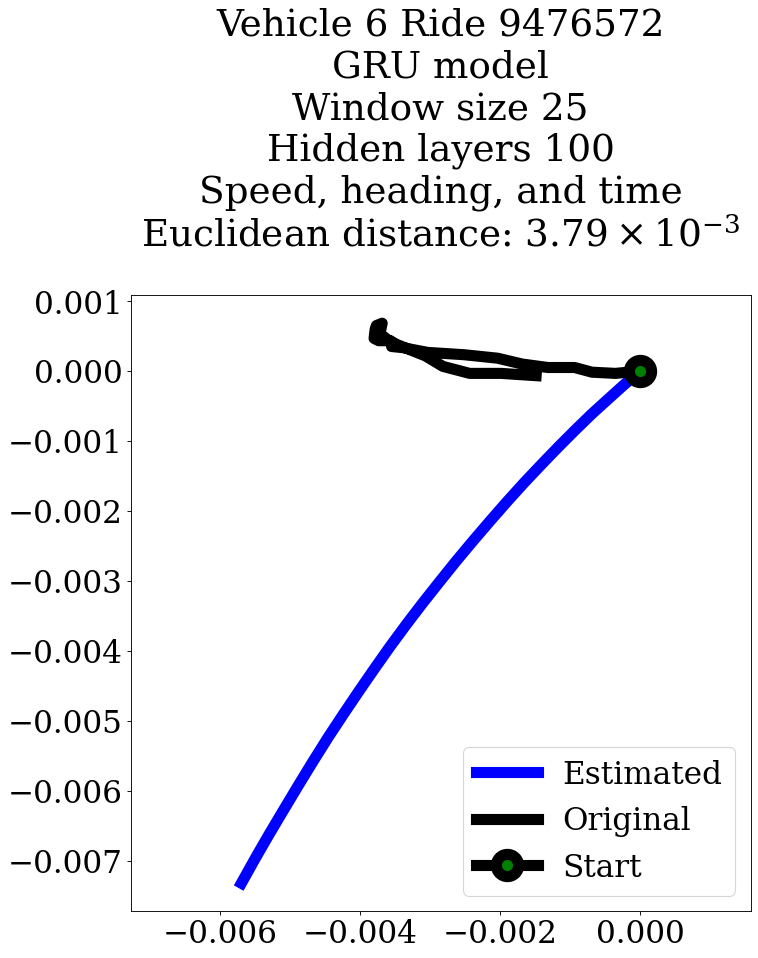 Vehicle 6 Ride 9476572
GRU model
Window size 25
Hidden layers 100
Speed, heading, and time
Euclidean distance: 3.79 × 10⁻³
0.001
0.000
−0.001
−0.002
−0.003
−0.004
−0.005
−0.006
−0.007
Estimated
Original
Start
−0.006 −0.004 −0.002 0.000